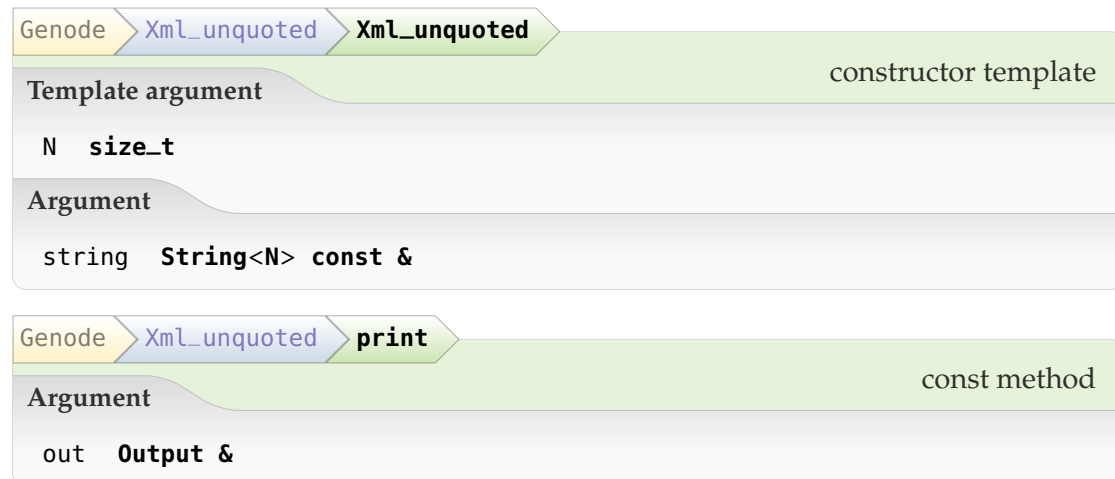 Genode Xml_unquoted Xml_unquoted
constructor template
Template argument
N size_t
Argument
string String<N> const &
Genode Xml_unquoted print
const method
Argument
out Output &